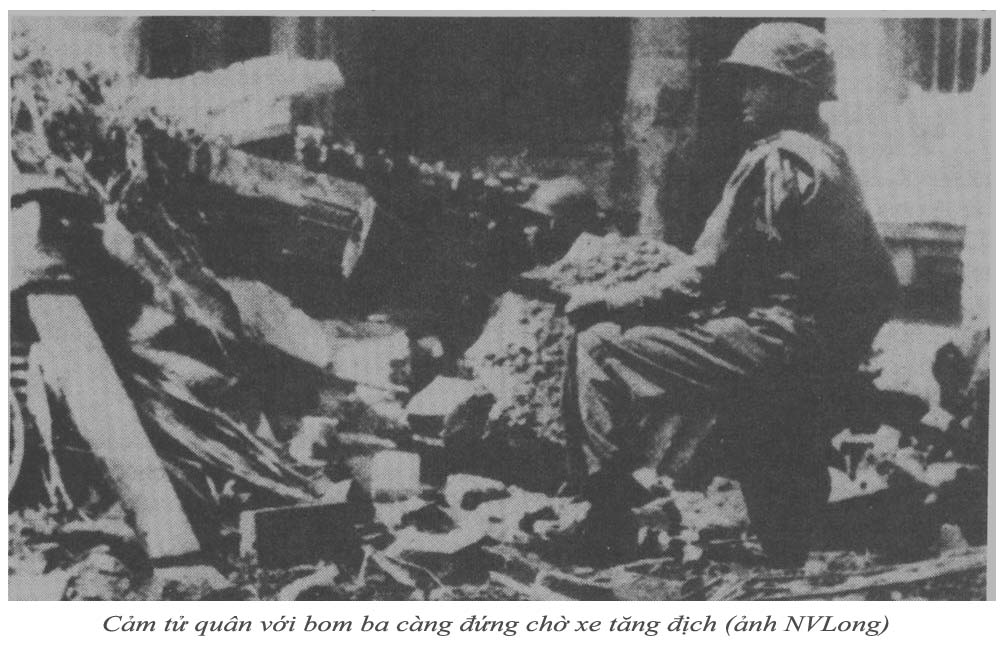 Cảm tử quân với bom ba càng đứng chờ xe tăng địch (ảnh NVLong)